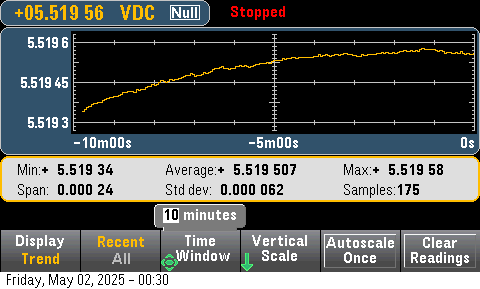 +05.519 56 VDC Null Stopped
5.519 6
5.519 45
5.519 3
-10m00s -5m00s 0s
Min:+ 5.519 34 Average:+ 5.519 507 Max:+ 5.519 58
Span: 0.000 24 Std dev: 0.000 062 Samples:175
10 minutes
Display Recent Time Vertical Autoscale Clear
Trend All Window Scale Once Readings
Friday, May 02, 2025 - 00:30